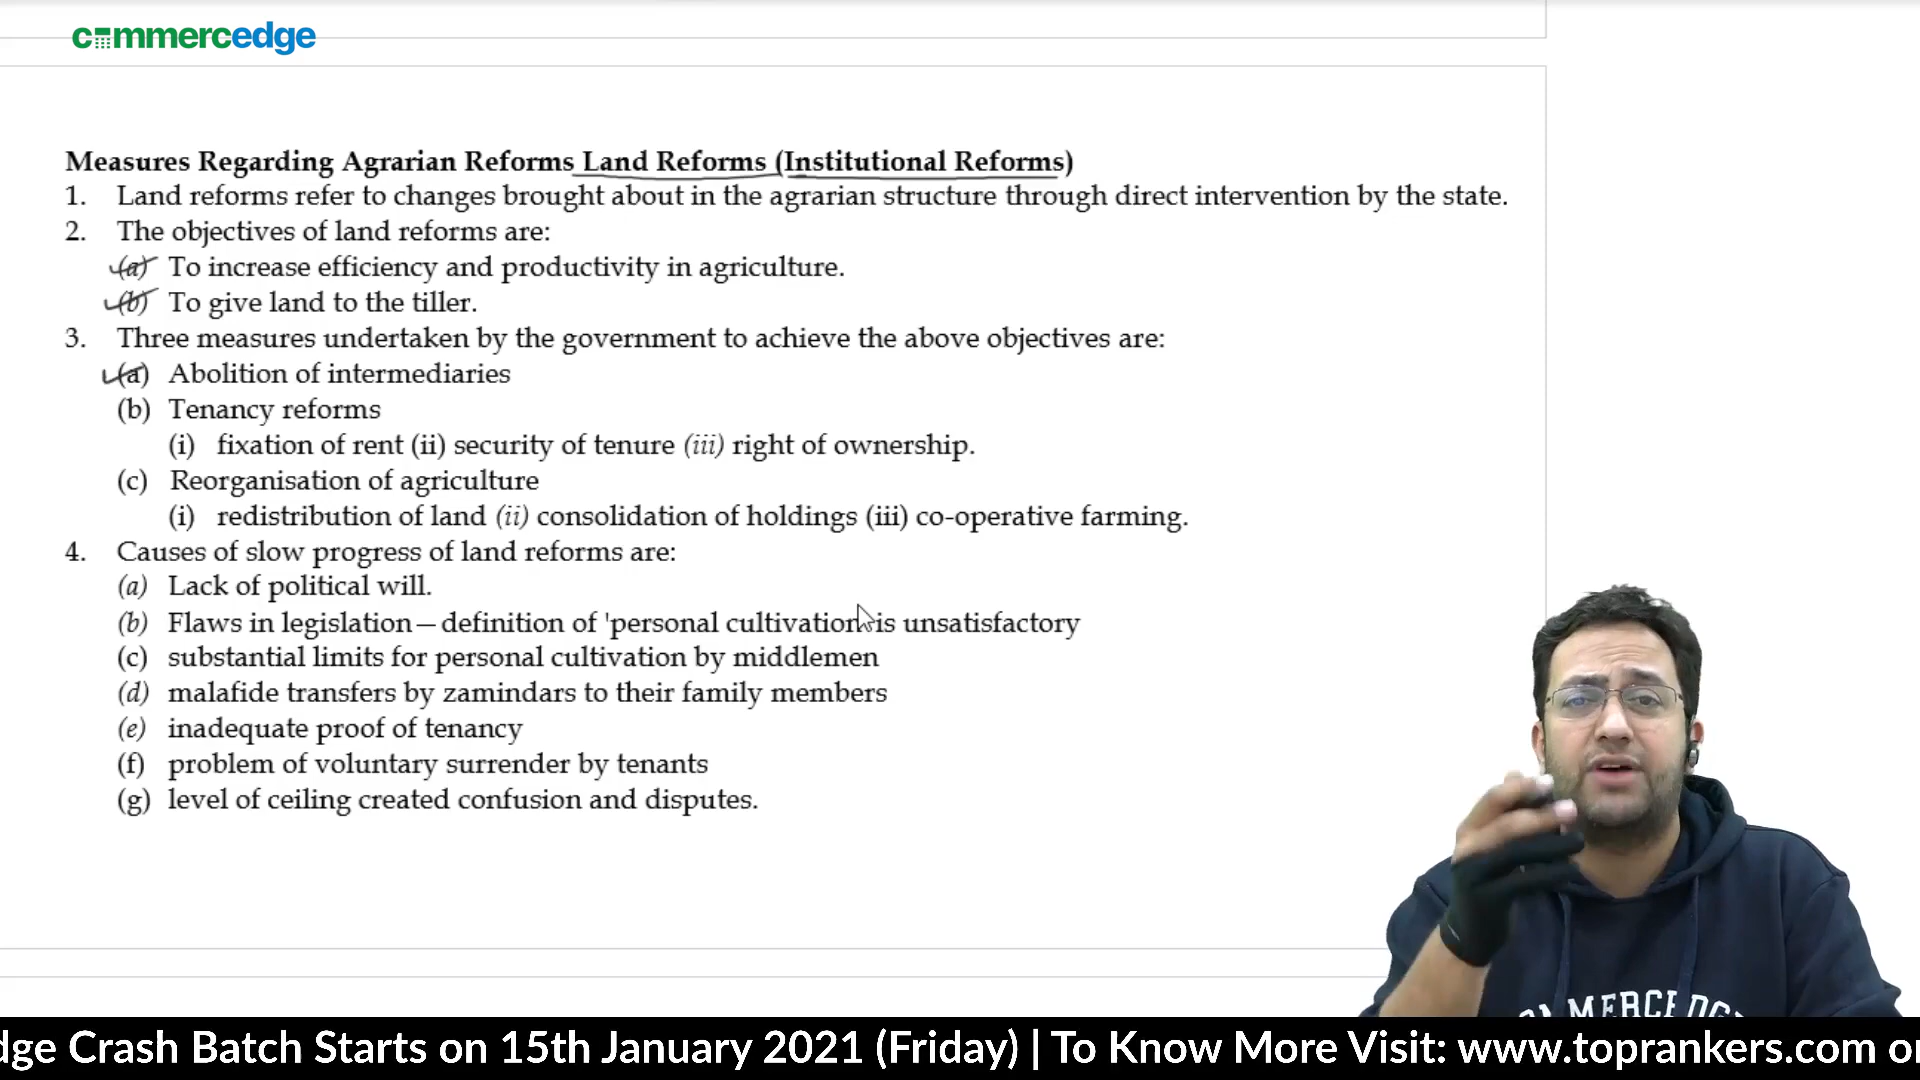 commercedge
Measures Regarding Agrarian Reforms Land Reforms (Institutional Reforms)
1. Land reforms refer to changes brought about in the agrarian structure through direct intervention by the state.
2. The objectives of land reforms are:
(a) To increase efficiency and productivity in agriculture.
(b) To give land to the tiller.
3. Three measures undertaken by the government to achieve the above objectives are:
(a) Abolition of intermediaries
(b) Tenancy reforms
(i) fixation of rent (ii) security of tenure (iii) right of ownership.
(c) Reorganisation of agriculture
(i) redistribution of land (ii) consolidation of holdings (iii) co-operative farming.
4. Causes of slow progress of land reforms are:
(a) Lack of political will.
(b) Flaws in legislation—definition of 'personal cultivation' is unsatisfactory
(c) substantial limits for personal cultivation by middlemen
(d) malafide transfers by zamindars to their family members
(e) inadequate proof of tenancy
(f) problem of voluntary surrender by tenants
(g) level of ceiling created confusion and disputes.
Crash Batch Starts on 15th January 2021 (Friday) | To Know More Visit: www.toprankers.com